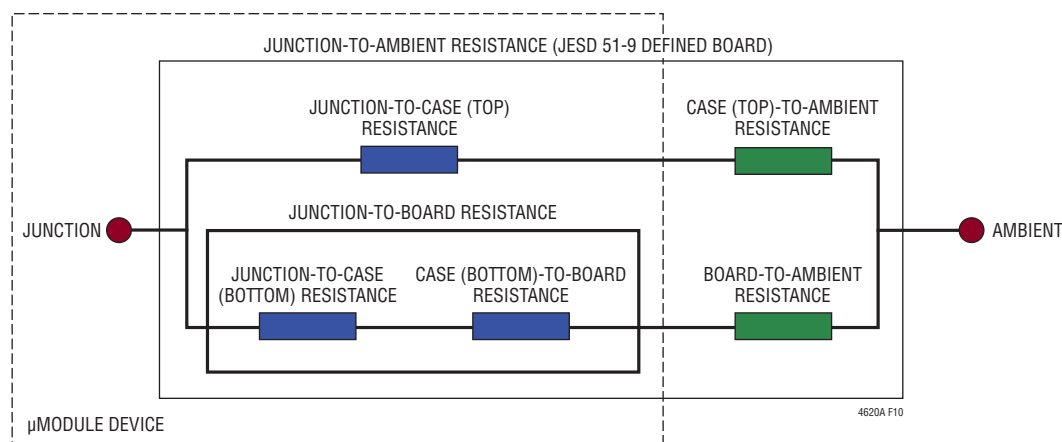 JUNCTION-TO-AMBIENT RESISTANCE (JESD 51-9 DEFINED BOARD)
JUNCTION-TO-CASE (TOP)
RESISTANCE
CASE (TOP)-TO-AMBIENT
RESISTANCE
JUNCTION-TO-BOARD RESISTANCE
JUNCTION
AMBIENT
JUNCTION-TO-CASE
(BOTTOM) RESISTANCE
CASE (BOTTOM)-TO-BOARD
RESISTANCE
BOARD-TO-AMBIENT
RESISTANCE
4620A F10
µMODULE DEVICE